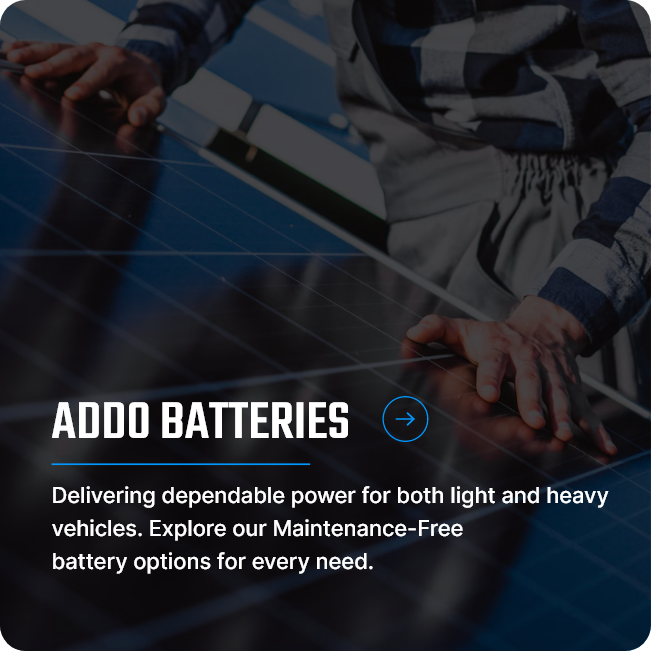 ADDO BATTERIES
Delivering dependable power for both light and heavy
vehicles. Explore our Maintenance-Free
battery options for every need.